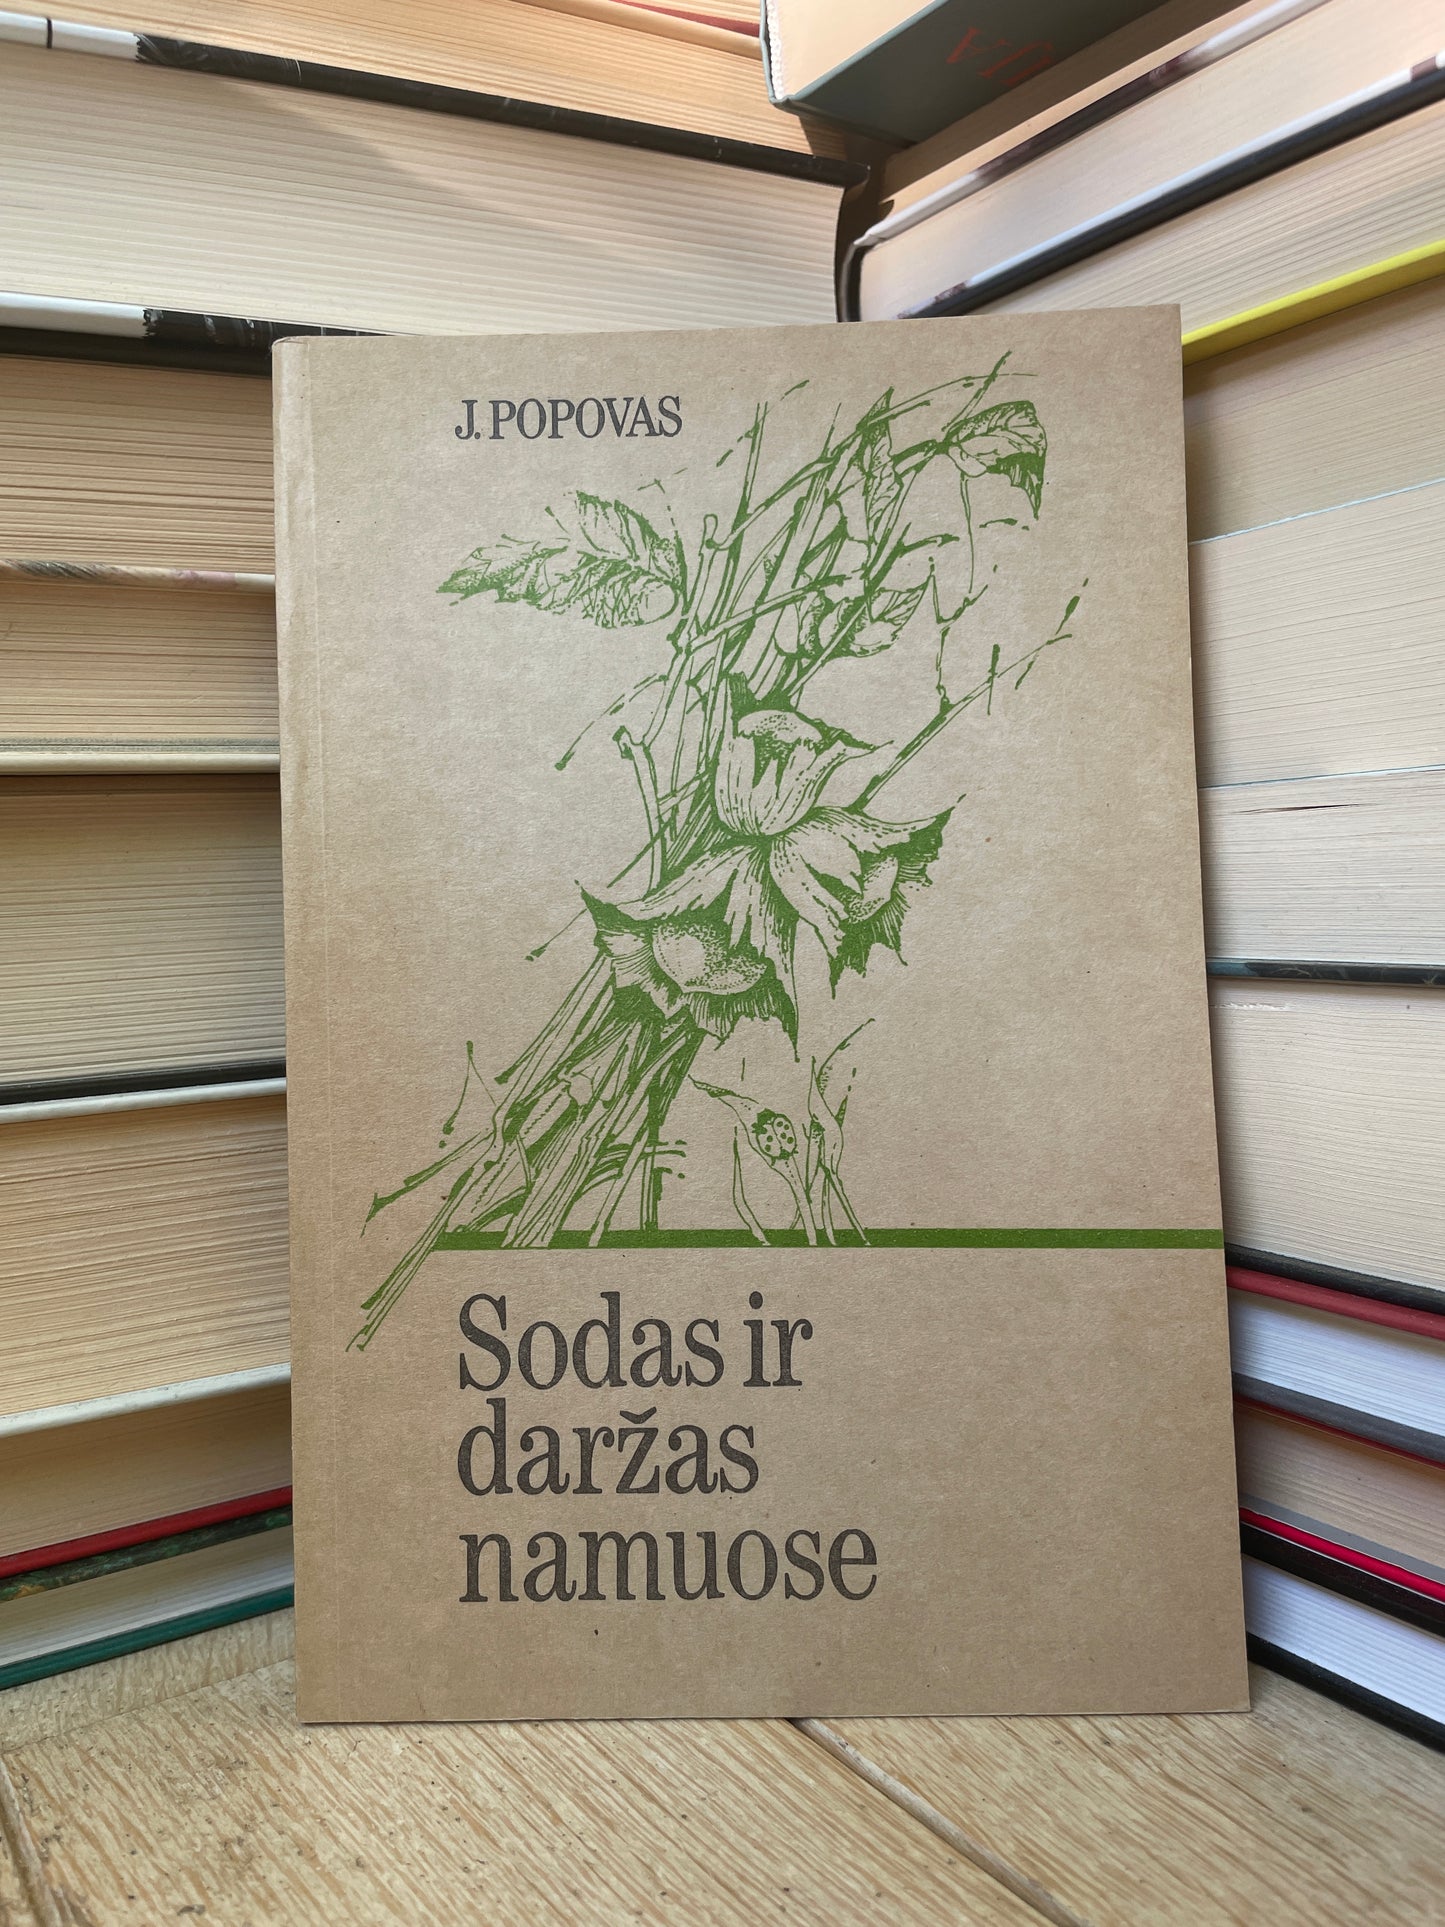 J. POPOVAS
Sodas ir
daržas
namuose